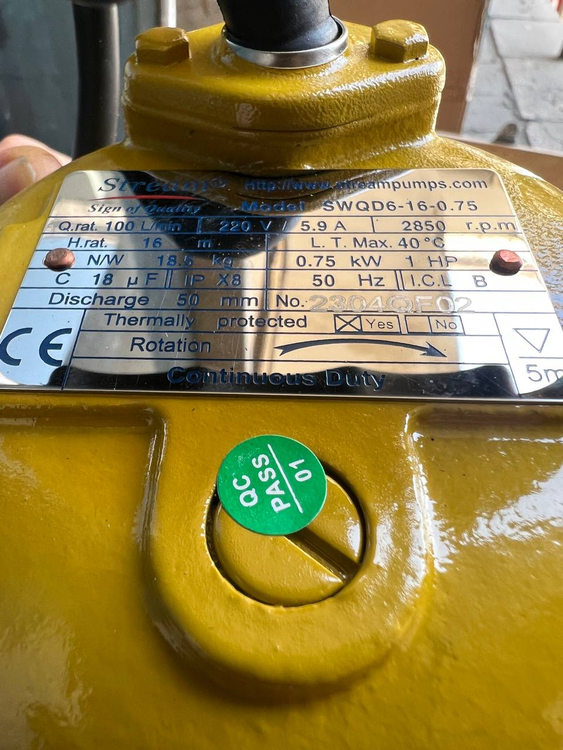 Stream® Http://www.streampumps.com
Sign of Quality Model SWQD6-16-0.75
Q.rat. 100 L/min 220 V 5.9 A 2850 r.p.m
H.rat. 16 m L. T. Max. 40 °C
N/W 18.5 kg 0.75 kW 1 HP
C 18 μF IP X8 50 Hz I.C.L B
Discharge 50 mm No. 2304QF02
Thermally protected Yes No
CE Rotation 5m
Continuous Duty
QC
PASS
01